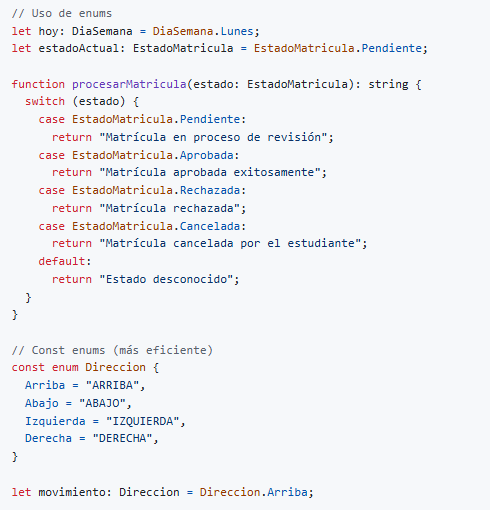 // Uso de enums
let hoy: DiaSemana = DiaSemana.Lunes;
let estadoActual: EstadoMatricula = EstadoMatricula.Pendiente;

function procesarMatricula(estado: EstadoMatricula): string {
  switch (estado) {
    case EstadoMatricula.Pendiente:
      return "Matrícula en proceso de revisión";
    case EstadoMatricula.Aprobada:
      return "Matrícula aprobada exitosamente";
    case EstadoMatricula.Rechazada:
      return "Matrícula rechazada";
    case EstadoMatricula.Cancelada:
      return "Matrícula cancelada por el estudiante";
    default:
      return "Estado desconocido";
  }
}

// Const enums (más eficiente)
const enum Direccion {
  Arriba = "ARRIBA",
  Abajo = "ABAJO",
  Izquierda = "IZQUIERDA",
  Derecha = "DERECHA",
}

let movimiento: Direccion = Direccion.Arriba;